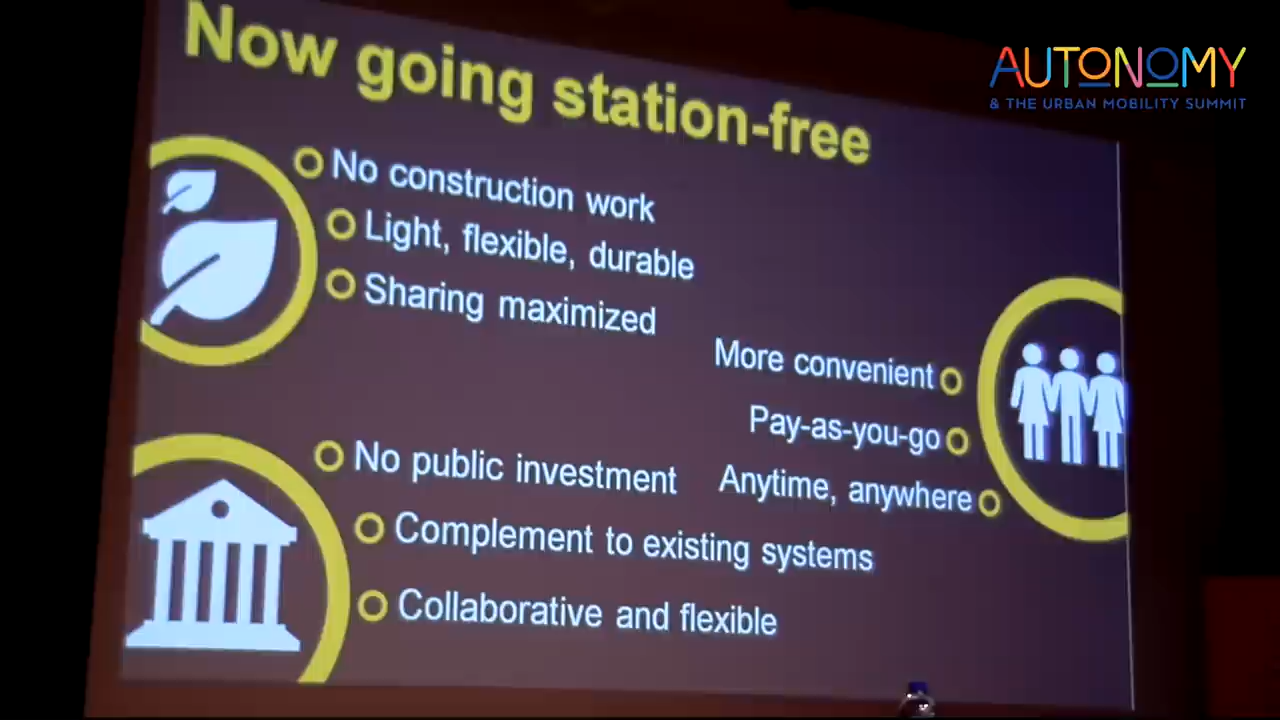 Now going station-free
AUTONOMY
& THE URBAN MOBILITY SUMMIT
No construction work
Light, flexible, durable
Sharing maximized
More convenient
Pay-as-you-go
Anytime, anywhere
No public investment
Complement to existing systems
Collaborative and flexible